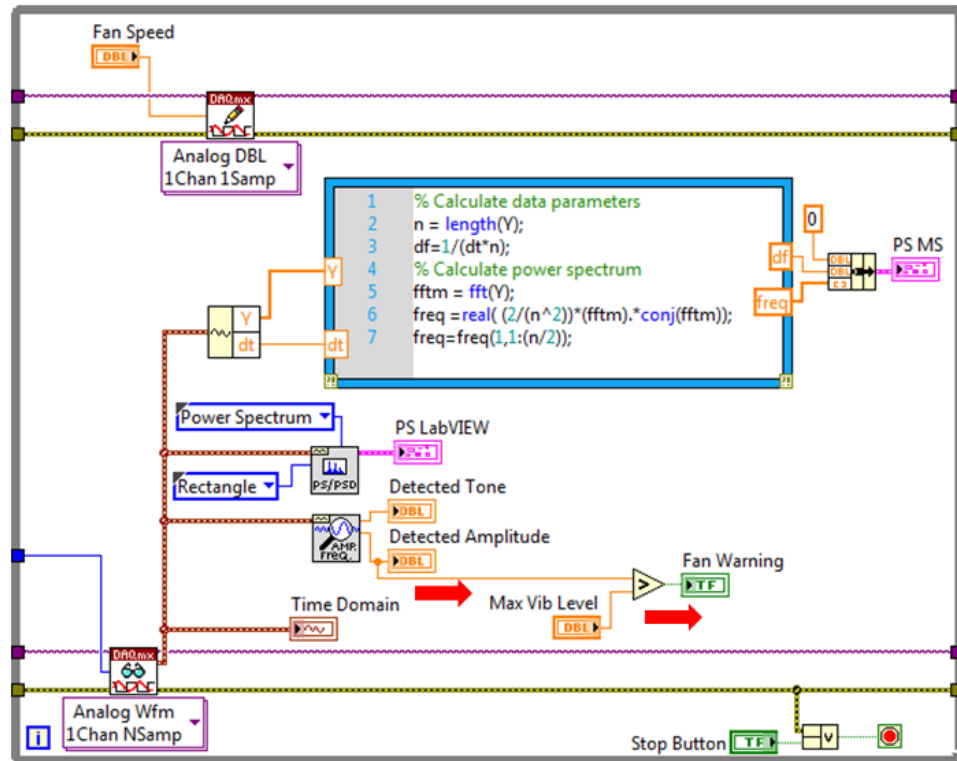 Fan Speed
DBL
DAQmx
Analog DBL
1Chan 1Samp
1 % Calculate data parameters
2 n = length(Y);
3 df=1/(dt*n);
4 % Calculate power spectrum
5 fftm = fft(Y);
6 freq =real( (2/(n^2))*(fftm).*conj(fftm));
7 freq=freq(1,1:(n/2));
Y
dt
Y
dt
df
freq
0
DBL
DBL
PS MS
Power Spectrum
Rectangle
PS/PSD
PS LabVIEW
Detected Tone
DBL
AMP.
FREQ.
Detected Amplitude
DBL
Fan Warning
TF
>
Max Vib Level
DBL
Time Domain
DAQmx
Analog Wfm
1Chan NSamp
i
Stop Button
TF
V